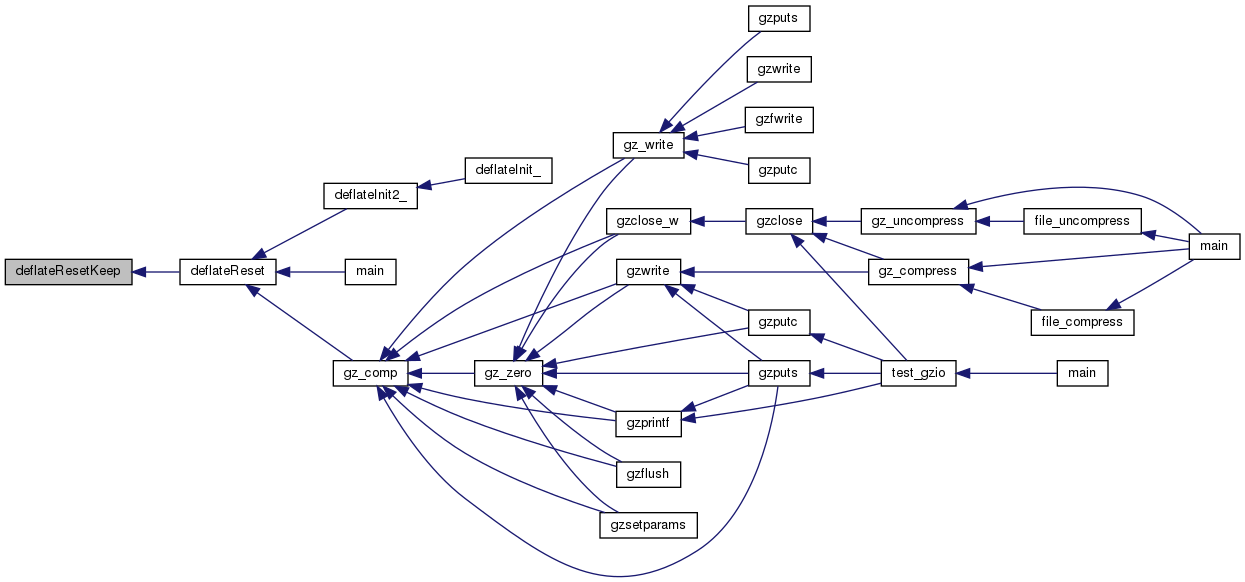 gzputs
gzwrite
gzfwrite
gz_write
gzputc
deflateInit_
deflateInit2_
gzclose_w
gzclose
gz_uncompress
file_uncompress
main
deflateResetKeep
deflateReset
main
gzwrite
gz_compress
gzputc
file_compress
gz_comp
gz_zero
gzputs
test_gzio
main
gzprintf
gzflush
gzsetparams